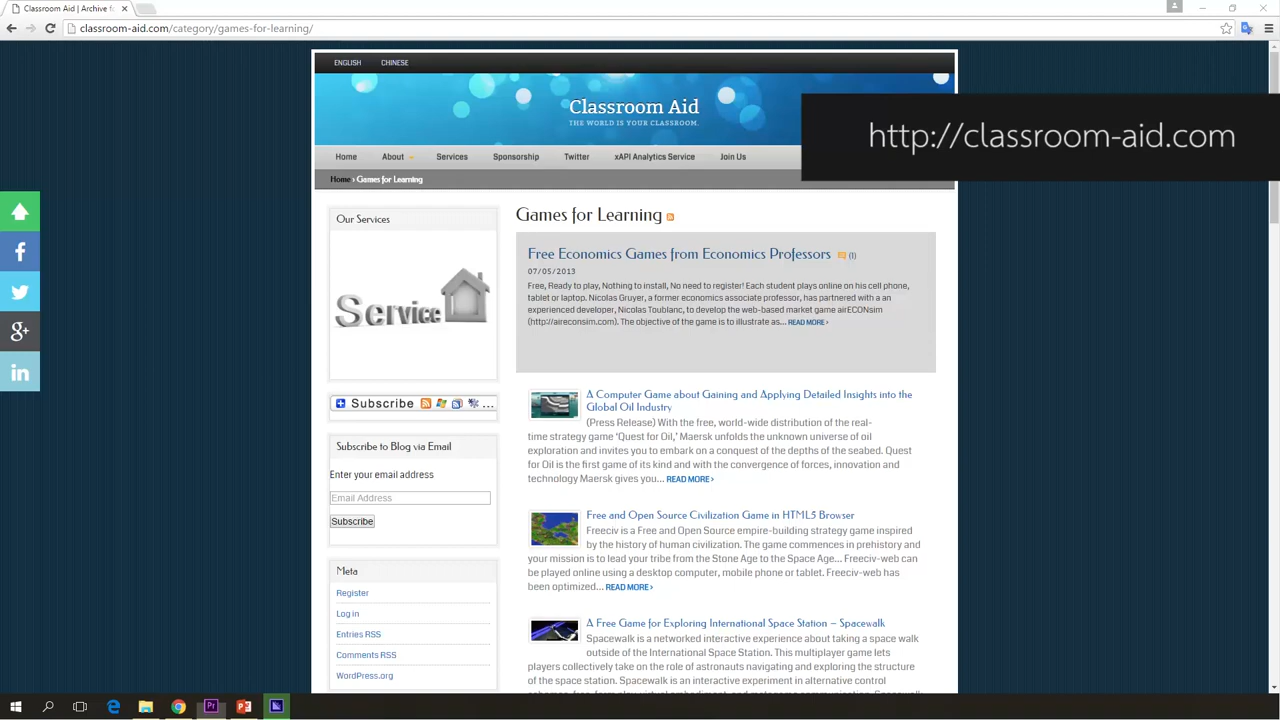 Classroom Aid | Archive f
classroom-aid.com/category/games-for-learning/
ENGLISH CHINESE
Classroom Aid
THE WORLD IS YOUR CLASSROOM.
http://classroom-aid.com
Home About Services Sponsorship Twitter xAPI Analytics Service Join Us
Home › Games for Learning
Our Services
Service
Subscribe ...
Subscribe to Blog via Email
Enter your email address
Email Address
Subscribe
Meta
Register
Log in
Entries RSS
Comments RSS
WordPress.org
Games for Learning
Free Economics Games from Economics Professors (1)
07/05/2013
Free, Ready to play, Nothing to install, No need to register! Each student plays online on his cell phone,
tablet or laptop. Nicolas Gruyer, a former economics associate professor, has partnered with a an
experienced developer, Nicolas Toublanc, to develop the web-based market game airECONsim
(http://aireconsim.com). The objective of the game is to illustrate as... READ MORE ›
A Computer Game about Gaining and Applying Detailed Insights into the
Global Oil Industry
(Press Release) With the free, world-wide distribution of the real-
time strategy game ‘Quest for Oil,’ Maersk unfolds the unknown universe of oil
exploration and invites you to embark on a conquest of the depths of the seabed. Quest
for Oil is the first game of its kind and with the convergence of forces, innovation and
technology Maersk gives you... READ MORE ›
Free and Open Source Civilization Game in HTML5 Browser
Freeciv is a Free and Open Source empire-building strategy game inspired
by the history of human civilization. The game commences in prehistory and
your mission is to lead your tribe from the Stone Age to the Space Age... Freeciv-web can
be played online using a desktop computer, mobile phone or tablet. Freeciv-web has
been optimized... READ MORE ›
A Free Game for Exploring International Space Station – Spacewalk
Spacewalk is a networked interactive experience about taking a space walk
outside of the International Space Station. This multiplayer game lets
players collectively take on the role of astronauts navigating and exploring the structure of
Spacewalk is an interactive experiment in alternative control